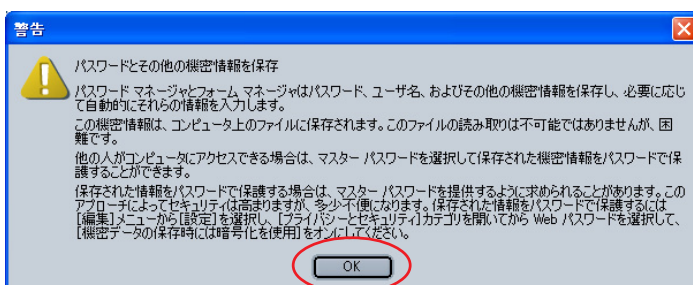 警告
パスワードとその他の機密情報を保存
パスワード マネージャとフォーム マネージャはパスワード、ユーザ名、およびその他の機密情報を保存し、必要に応じ
て自動的にそれらの情報を入力します。
この機密情報は、コンピュータ上のファイルに保存されます。このファイルの読み取りは不可能ではありませんが、困
難です。
他の人がコンピュータにアクセスできる場合は、マスター パスワードを選択して保存された機密情報をパスワードで保
護することができます。
保存された情報をパスワードで保護する場合は、マスター パスワードを提供するように求められることがあります。この
アプローチによってセキュリティは高まりますが、多少不便になります。保存された情報をパスワードで保護するには
[編集]メニューから[設定]を選択し、[プライバシーとセキュリティ]カテゴリを開いてから Web パスワードを選択して、
[機密データの保存時には暗号化を使用]をオンにしてください。
OK